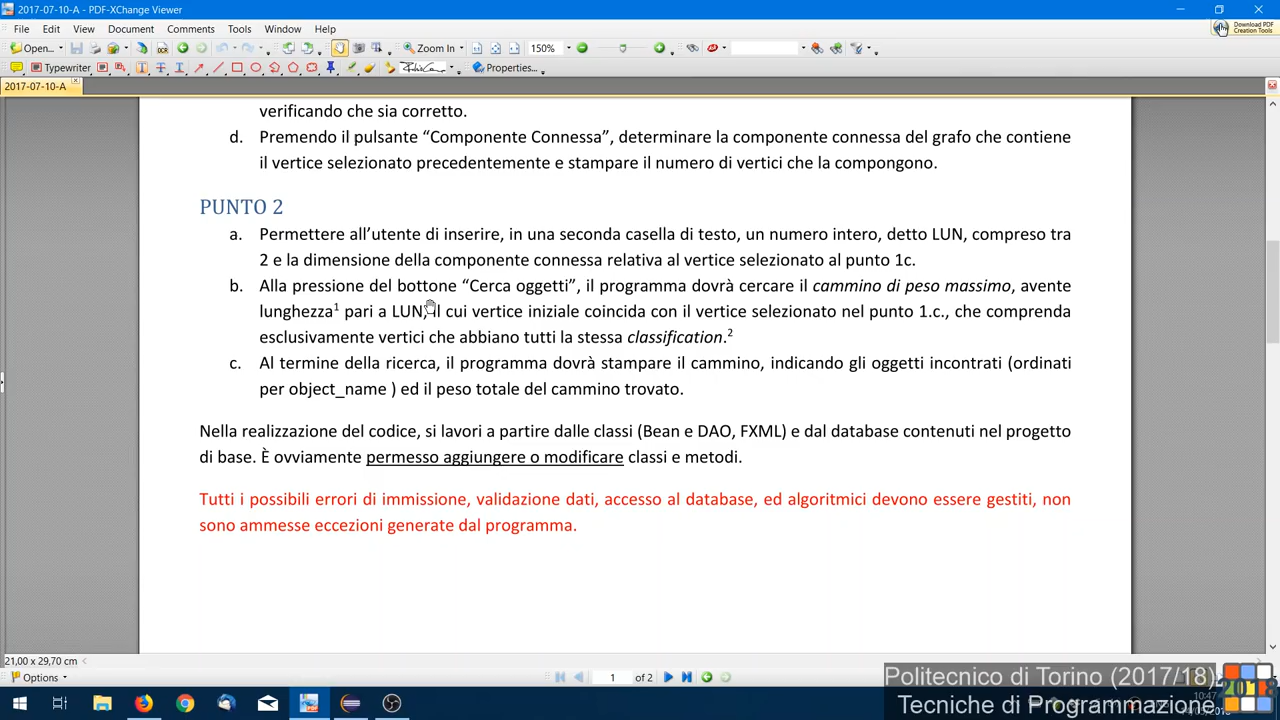 2017-07-10-A - PDF-XChange Viewer
File Edit View Document Comments Tools Window Help
Download PDF
Creation Tools
Open... Zoom In 150%
Typewriter Properties...
2017-07-10-A
verificando che sia corretto.
d. Premendo il pulsante “Componente Connessa”, determinare la componente connessa del grafo che contiene
il vertice selezionato precedentemente e stampare il numero di vertici che la compongono.
PUNTO 2
a. Permettere all’utente di inserire, in una seconda casella di testo, un numero intero, detto LUN, compreso tra
2 e la dimensione della componente connessa relativa al vertice selezionato al punto 1c.
b. Alla pressione del bottone “Cerca oggetti”, il programma dovrà cercare il cammino di peso massimo, avente
lunghezza1 pari a LUN, il cui vertice iniziale coincida con il vertice selezionato nel punto 1.c., che comprenda
esclusivamente vertici che abbiano tutti la stessa classification.2
c. Al termine della ricerca, il programma dovrà stampare il cammino, indicando gli oggetti incontrati (ordinati
per object_name ) ed il peso totale del cammino trovato.
Nella realizzazione del codice, si lavori a partire dalle classi (Bean e DAO, FXML) e dal database contenuti nel progetto
di base. È ovviamente permesso aggiungere o modificare classi e metodi.
Tutti i possibili errori di immissione, validazione dati, accesso al database, ed algoritmici devono essere gestiti, non
sono ammesse eccezioni generate dal programma.
21,00 x 29,70 cm
Options 1 of 2
Politecnico di Torino (2017/18)
Tecniche di Programmazione
2018
10:47